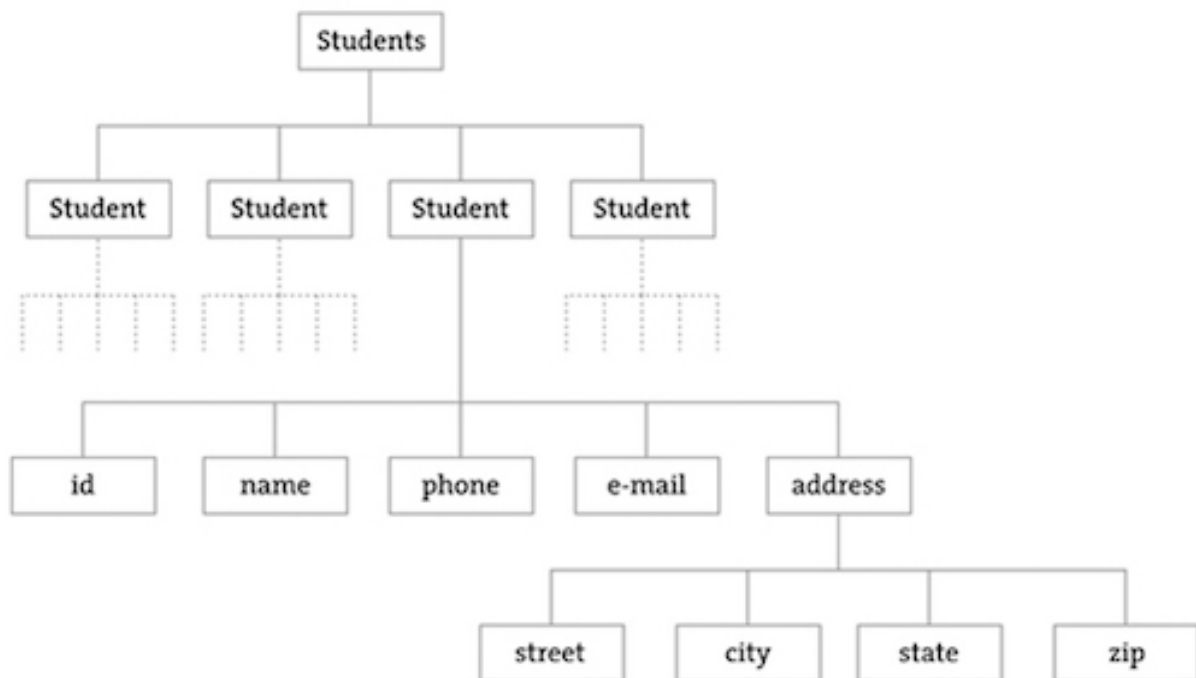 Students
Student Student Student Student
id name phone e-mail address
street city state zip